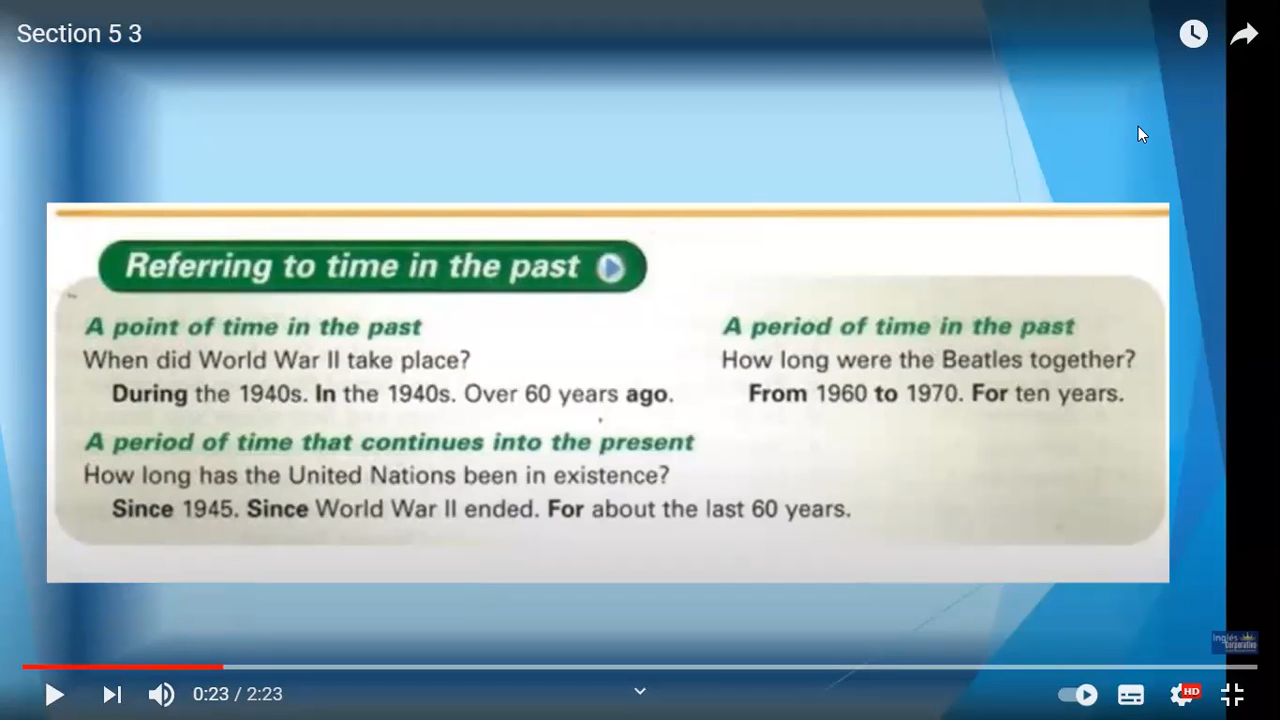 Section 5 3
Referring to time in the past
A point of time in the past
When did World War II take place?
During the 1940s. In the 1940s. Over 60 years ago.
A period of time in the past
How long were the Beatles together?
From 1960 to 1970. For ten years.
A period of time that continues into the present
How long has the United Nations been in existence?
Since 1945. Since World War II ended. For about the last 60 years.
Inglés
Corporativo
0:23 / 2:23
HD